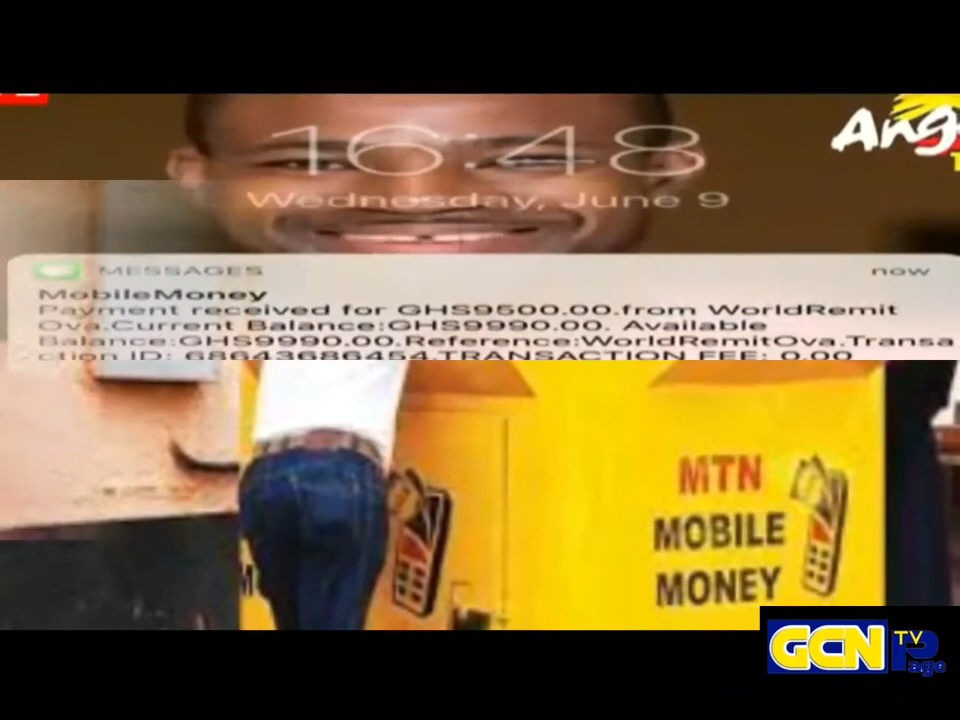 Ang
16:48
Wednesday, June 9
MESSAGES
now
MobileMoney
Payment received for GHS9500.00.from WorldRemit
Ova.Current Balance:GHS9990.00. Available
Balance:GHS9990.00.Reference:WorldRemitOva.Transa
ction ID: 68643686454.TRANSACTION FEE: 0.00
MTN
MOBILE
MONEY
GCN TV
Page